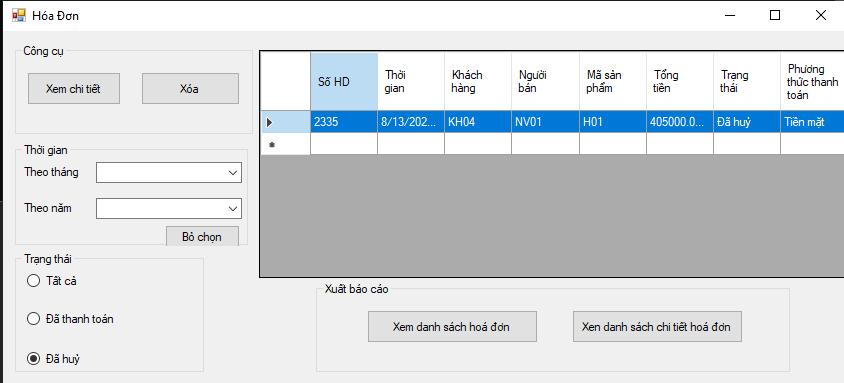 Hóa Đơn
Công cụ
Xem chi tiết
Xóa
Thời gian
Theo tháng
Theo năm
Bỏ chọn
Trạng thái
Tất cả
Đã thanh toán
Đã huỷ
Số HD
Thời
gian
Khách
hàng
Người
bán
Mã sản
phẩm
Tổng
tiền
Trạng
thái
Phương
thức thanh
toán
2335
8/13/202...
KH04
NV01
H01
405000.0...
Đã huỷ
Tiền mặt
Xuất báo cáo
Xem danh sách hoá đơn
Xen danh sách chi tiết hoá đơn